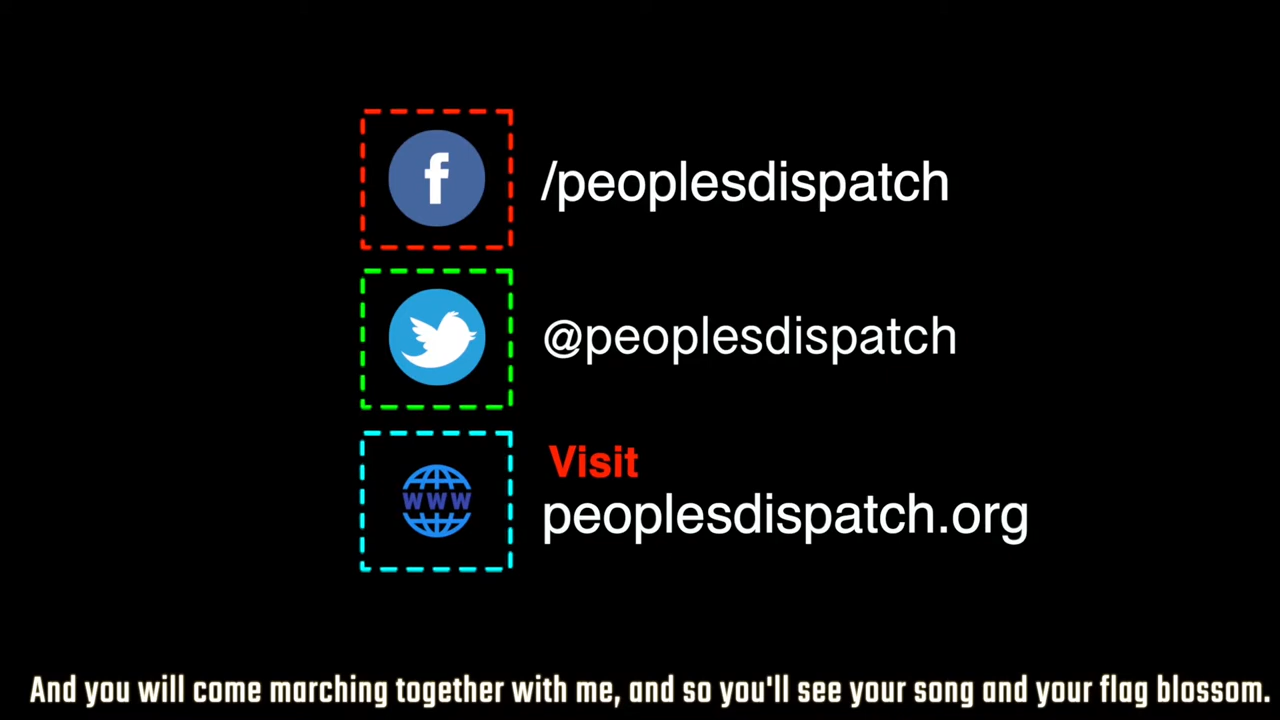 f
/peoplesdispatch
@peoplesdispatch
Visit
WWW
peoplesdispatch.org
And you will come marching together with me, and so you'll see your song and your flag blossom.